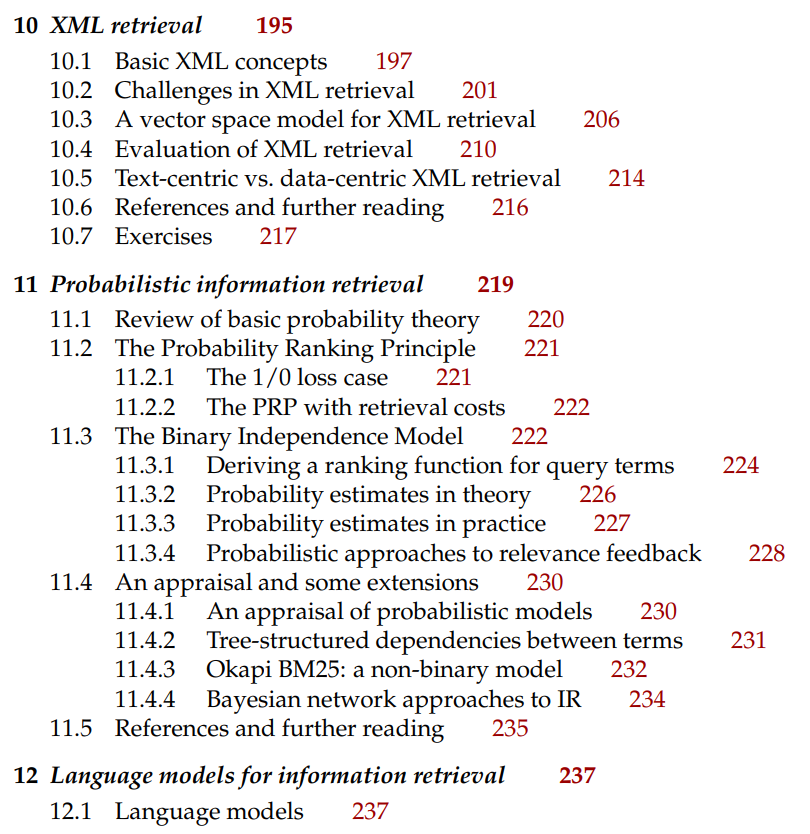 10 XML retrieval 195
10.1 Basic XML concepts 197
10.2 Challenges in XML retrieval 201
10.3 A vector space model for XML retrieval 206
10.4 Evaluation of XML retrieval 210
10.5 Text-centric vs. data-centric XML retrieval 214
10.6 References and further reading 216
10.7 Exercises 217
11 Probabilistic information retrieval 219
11.1 Review of basic probability theory 220
11.2 The Probability Ranking Principle 221
11.2.1 The 1/0 loss case 221
11.2.2 The PRP with retrieval costs 222
11.3 The Binary Independence Model 222
11.3.1 Deriving a ranking function for query terms 224
11.3.2 Probability estimates in theory 226
11.3.3 Probability estimates in practice 227
11.3.4 Probabilistic approaches to relevance feedback 228
11.4 An appraisal and some extensions 230
11.4.1 An appraisal of probabilistic models 230
11.4.2 Tree-structured dependencies between terms 231
11.4.3 Okapi BM25: a non-binary model 232
11.4.4 Bayesian network approaches to IR 234
11.5 References and further reading 235
12 Language models for information retrieval 237
12.1 Language models 237